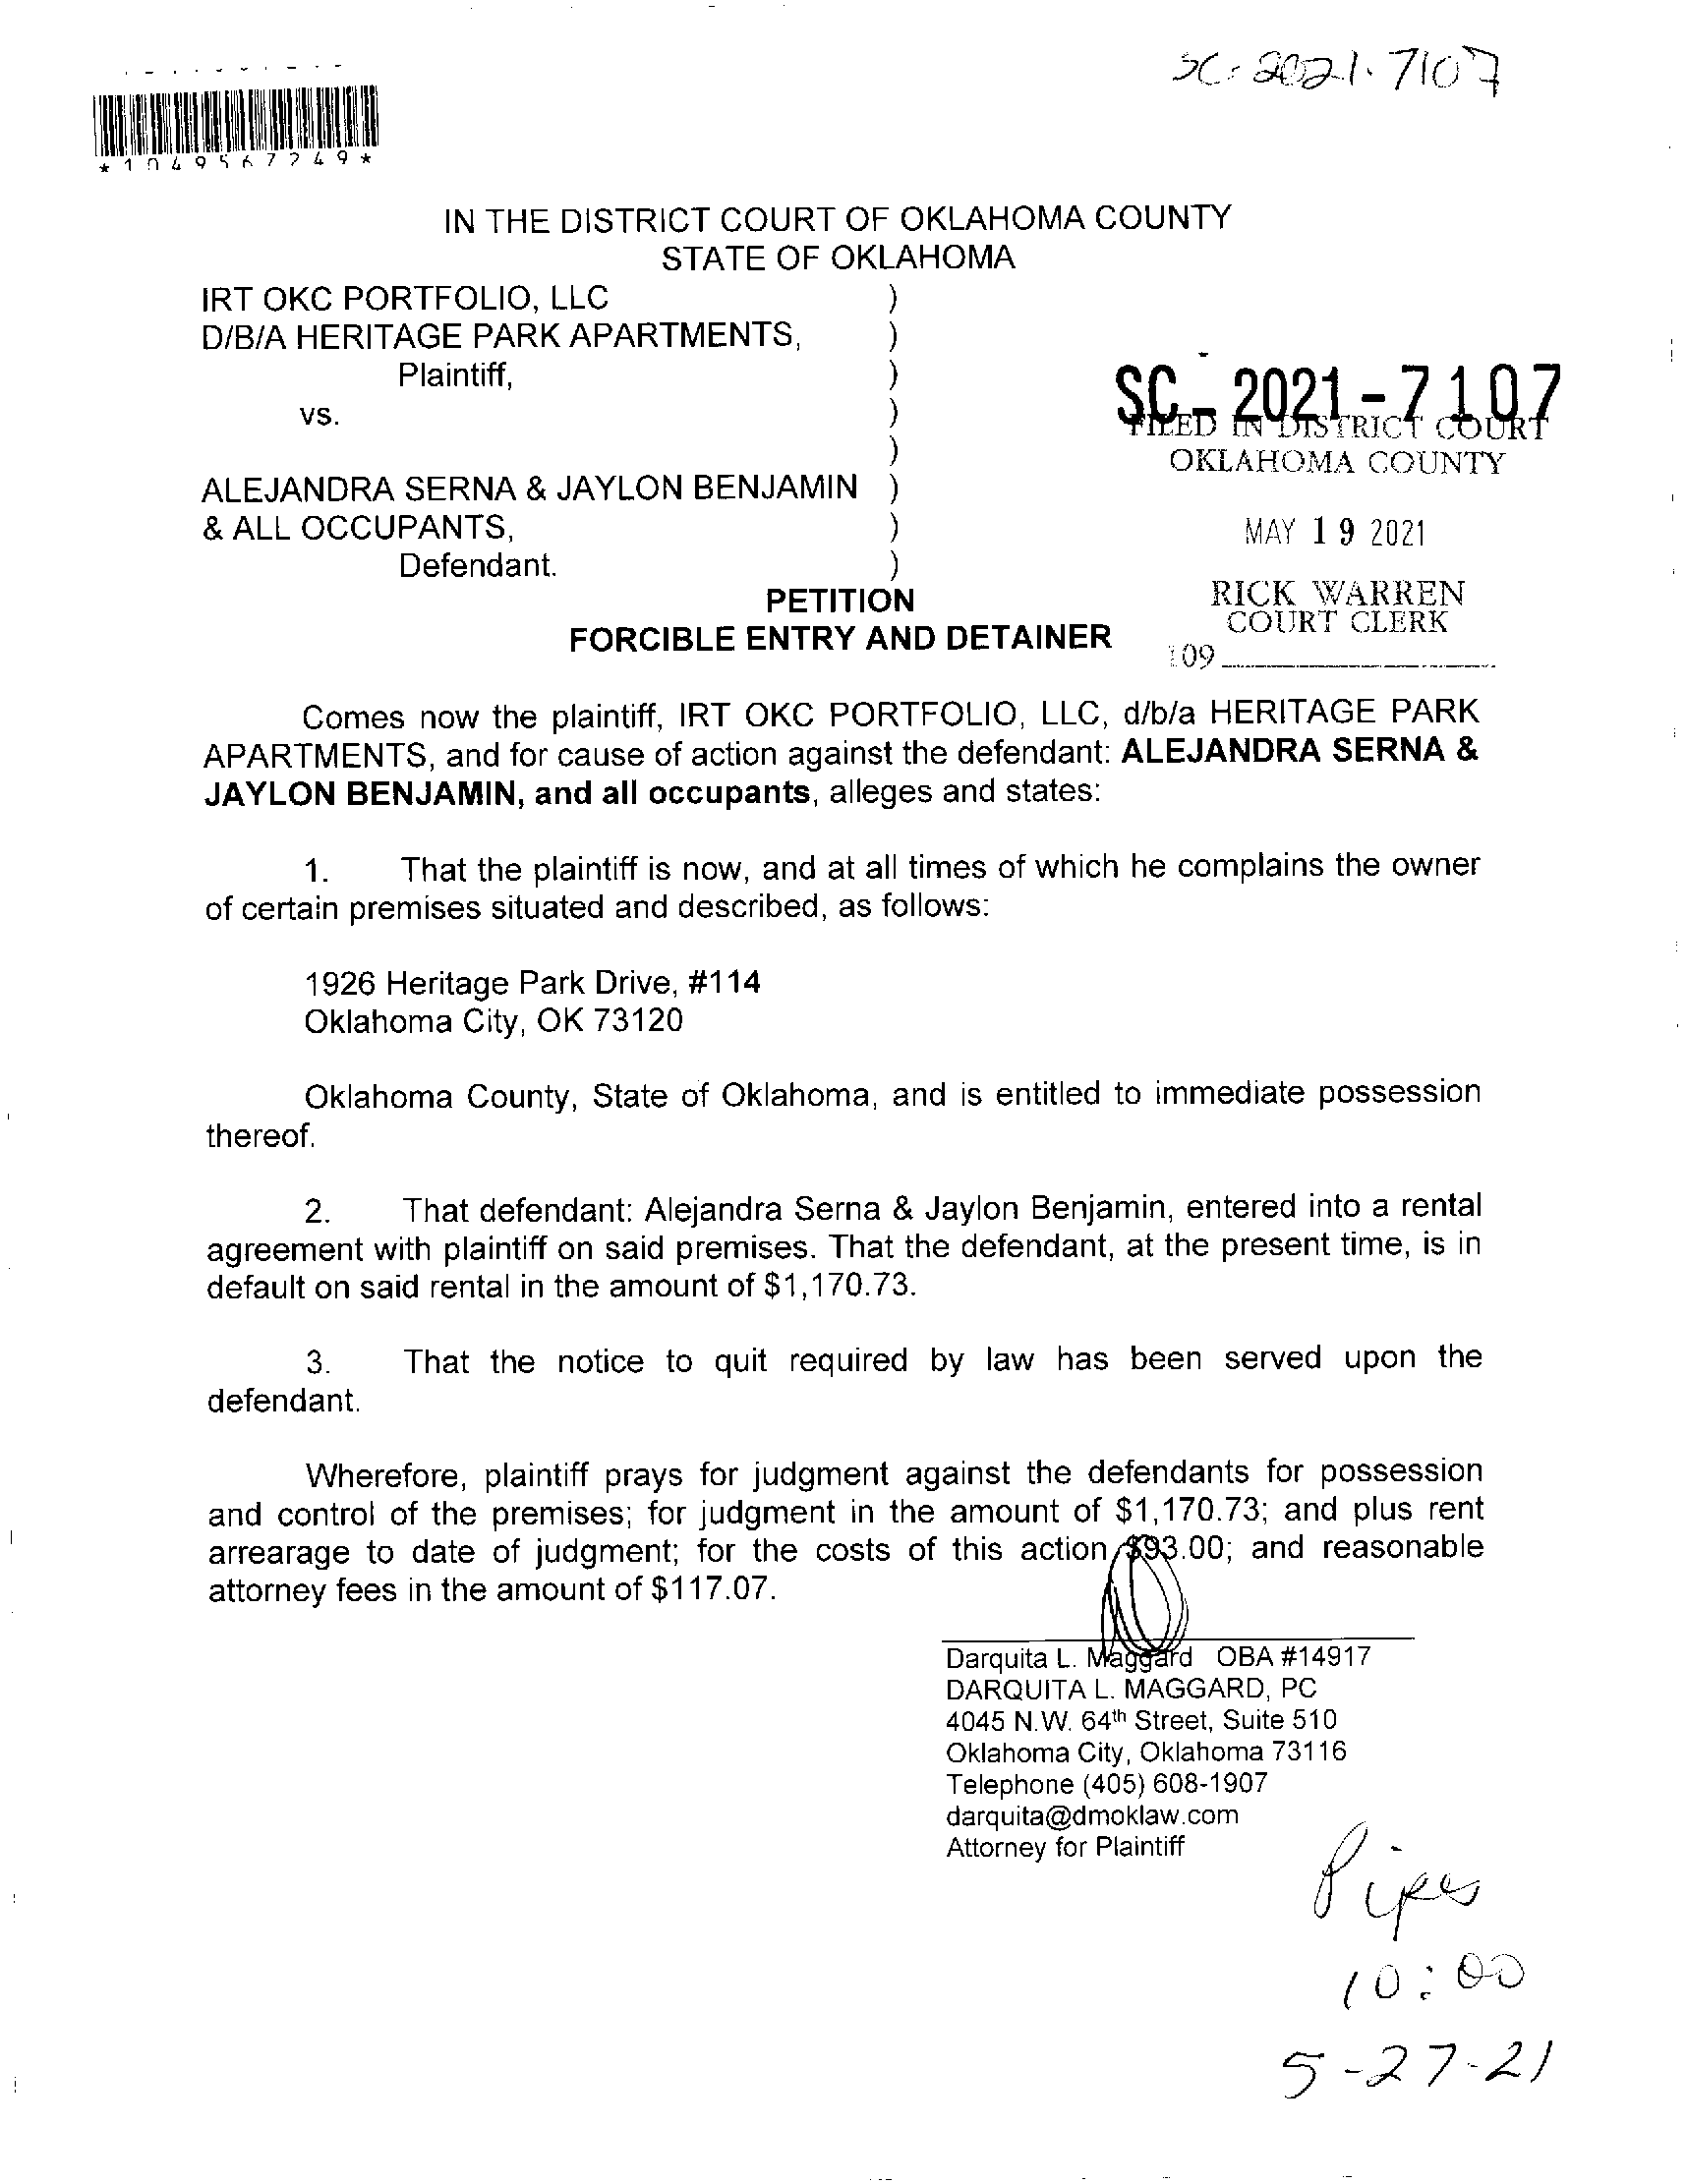 SC-2021-7107
*1049567249*
IN THE DISTRICT COURT OF OKLAHOMA COUNTY
STATE OF OKLAHOMA
IRT OKC PORTFOLIO, LLC )
D/B/A HERITAGE PARK APARTMENTS, )
Plaintiff, )
SC-2021-7107
vs. )
FILED IN DISTRICT COURT
)
OKLAHOMA COUNTY
ALEJANDRA SERNA & JAYLON BENJAMIN )
& ALL OCCUPANTS, )
MAY 19 2021
Defendant. )
PETITION
RICK WARREN
COURT CLERK
FORCIBLE ENTRY AND DETAINER
109
Comes now the plaintiff, IRT OKC PORTFOLIO, LLC, d/b/a HERITAGE PARK
APARTMENTS, and for cause of action against the defendant: ALEJANDRA SERNA &
JAYLON BENJAMIN, and all occupants, alleges and states:
1. That the plaintiff is now, and at all times of which he complains the owner
of certain premises situated and described, as follows:
1926 Heritage Park Drive, #114
Oklahoma City, OK 73120
Oklahoma County, State of Oklahoma, and is entitled to immediate possession
thereof.
2. That defendant: Alejandra Serna & Jaylon Benjamin, entered into a rental
agreement with plaintiff on said premises. That the defendant, at the present time, is in
default on said rental in the amount of $1,170.73.
3. That the notice to quit required by law has been served upon the
defendant.
Wherefore, plaintiff prays for judgment against the defendants for possession
and control of the premises; for judgment in the amount of $1,170.73; and plus rent
arrearage to date of judgment; for the costs of this action $93.00; and reasonable
attorney fees in the amount of $117.07.
Darquita L. Maggard OBA #14917
DARQUITA L. MAGGARD, PC
4045 N.W. 64th Street, Suite 510
Oklahoma City, Oklahoma 73116
Telephone (405) 608-1907
darquita@dmoklaw.com
Attorney for Plaintiff
Pipes
10:00
5-27-21